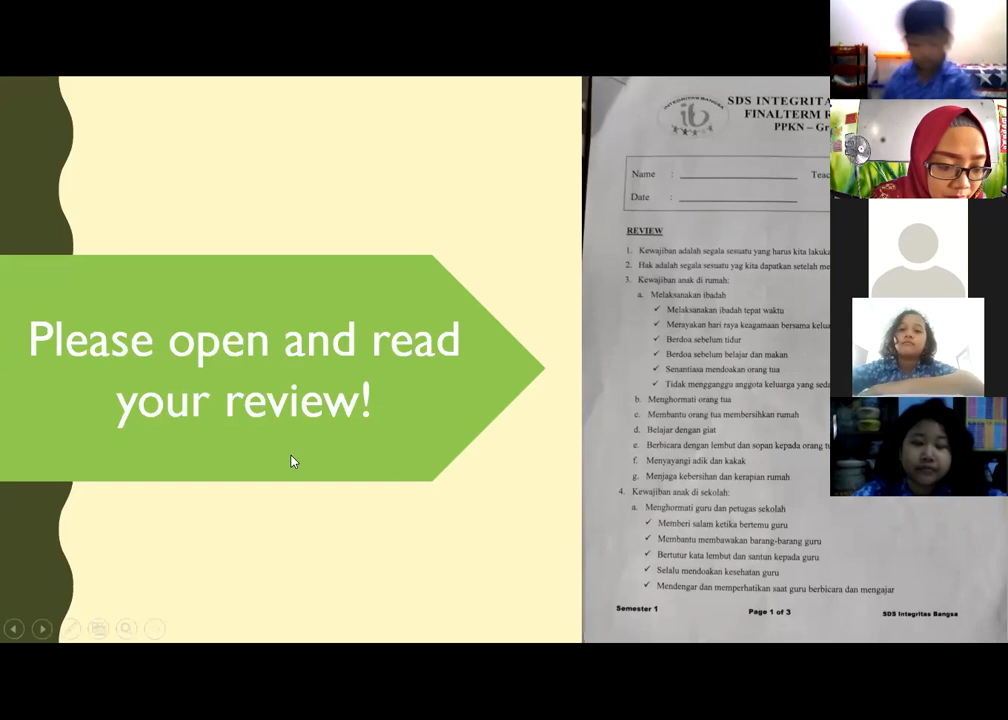 Please open and read
your review!
INTEGRITAS BANGSA
ib
SDS INTEGRITA
FINALTERM R
PPKN – Gr
Name : Teac
Date :
REVIEW
1. Kewajiban adalah segala sesuatu yang harus kita lakuka
2. Hak adalah segala sesuatu yag kita dapatkan setelah me
3. Kewajiban anak di rumah:
a. Melaksanakan ibadah
✓ Melaksanakan ibadah tepat waktu
✓ Merayakan hari raya keagamaan bersama kelua
✓ Berdoa sebelum tidur
✓ Berdoa sebelum belajar dan makan
✓ Senantiasa mendoakan orang tua
✓ Tidak mengganggu anggota keluarga yang seda
b. Menghormati orang tua
c. Membantu orang tua membersihkan rumah
d. Belajar dengan giat
e. Berbicara dengan lembut dan sopan kepada orang tu
f. Menyayangi adik dan kakak
g. Menjaga kebersihan dan kerapian rumah
4. Kewajiban anak di sekolah:
a. Menghormati guru dan petugas sekolah
✓ Memberi salam ketika bertemu guru
✓ Membantu membawakan barang-barang guru
✓ Bertutur kata lembut dan santun kepada guru
✓ Selalu mendoakan kesehatan guru
✓ Mendengar dan memperhatikan saat guru berbicara dan mengajar
Semester 1 Page 1 of 3 SDS Integritas Bangsa